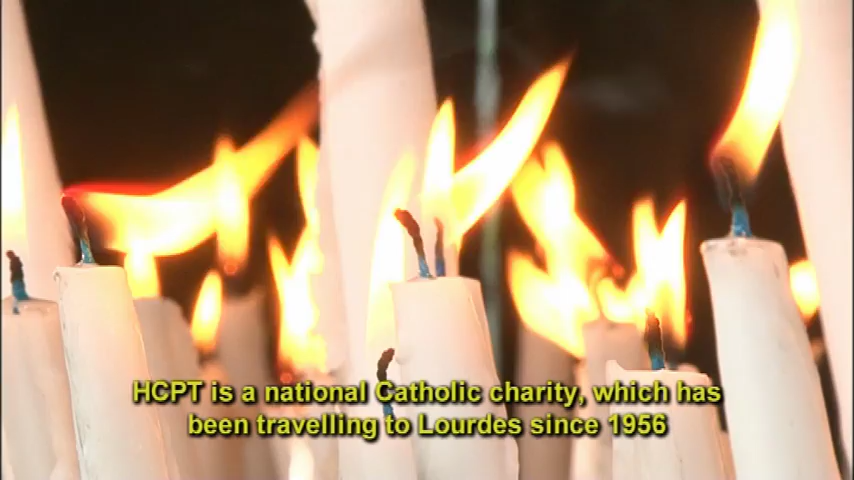 HCPT is a national Catholic charity, which has
been travelling to Lourdes since 1956